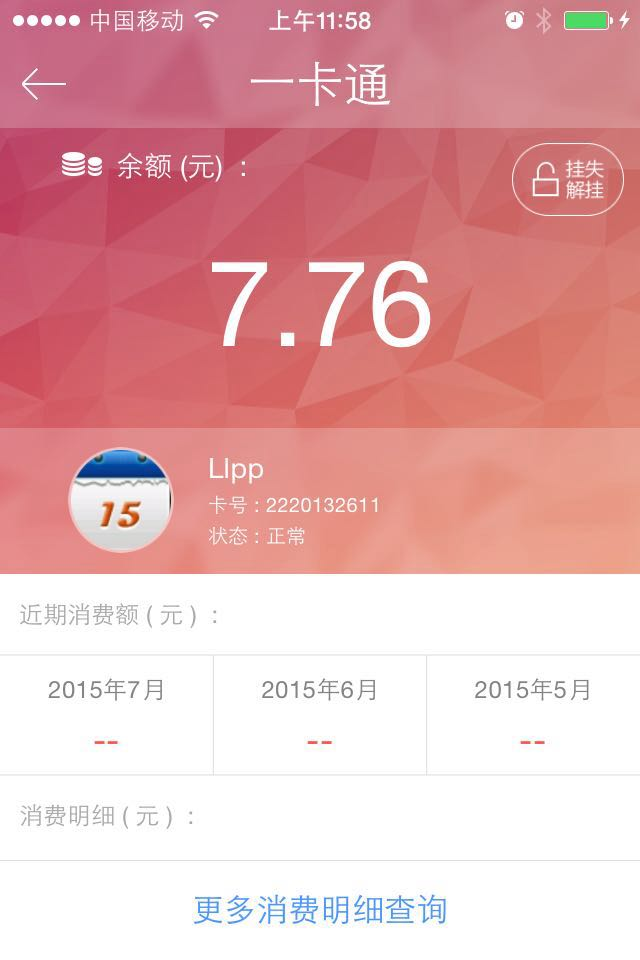 中国移动 上午11:58
一卡通
余额 (元) ：
挂失
解挂
7.76
15
Llpp
卡号 : 2220132611
状态 : 正常
近期消费额 ( 元 ) ：
2015年7月 2015年6月 2015年5月
-- -- --
消费明细 ( 元 ) ：
更多消费明细查询